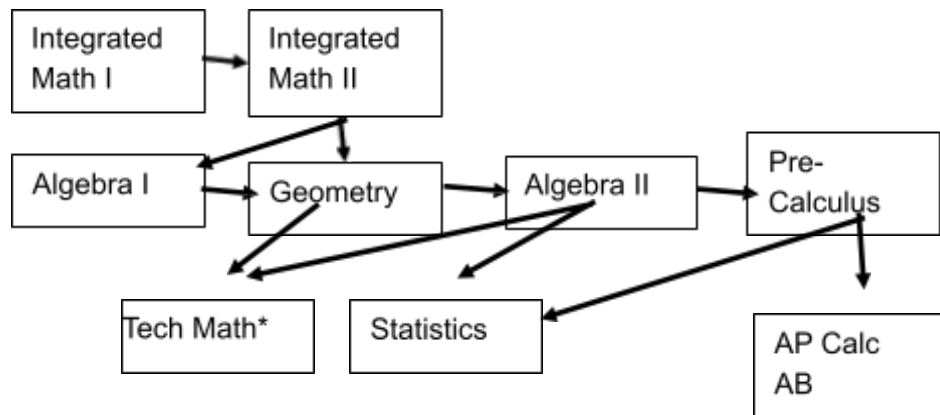 Integrated
Math I
Integrated
Math II
Algebra I
Geometry
Algebra II
Pre-
Calculus
Tech Math*
Statistics
AP Calc
AB